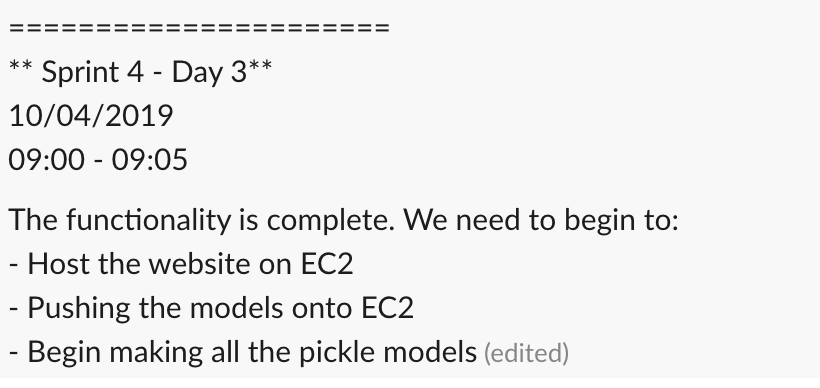 ======================
** Sprint 4 - Day 3**
10/04/2019
09:00 - 09:05
The functionality is complete. We need to begin to:
- Host the website on EC2
- Pushing the models onto EC2
- Begin making all the pickle models (edited)